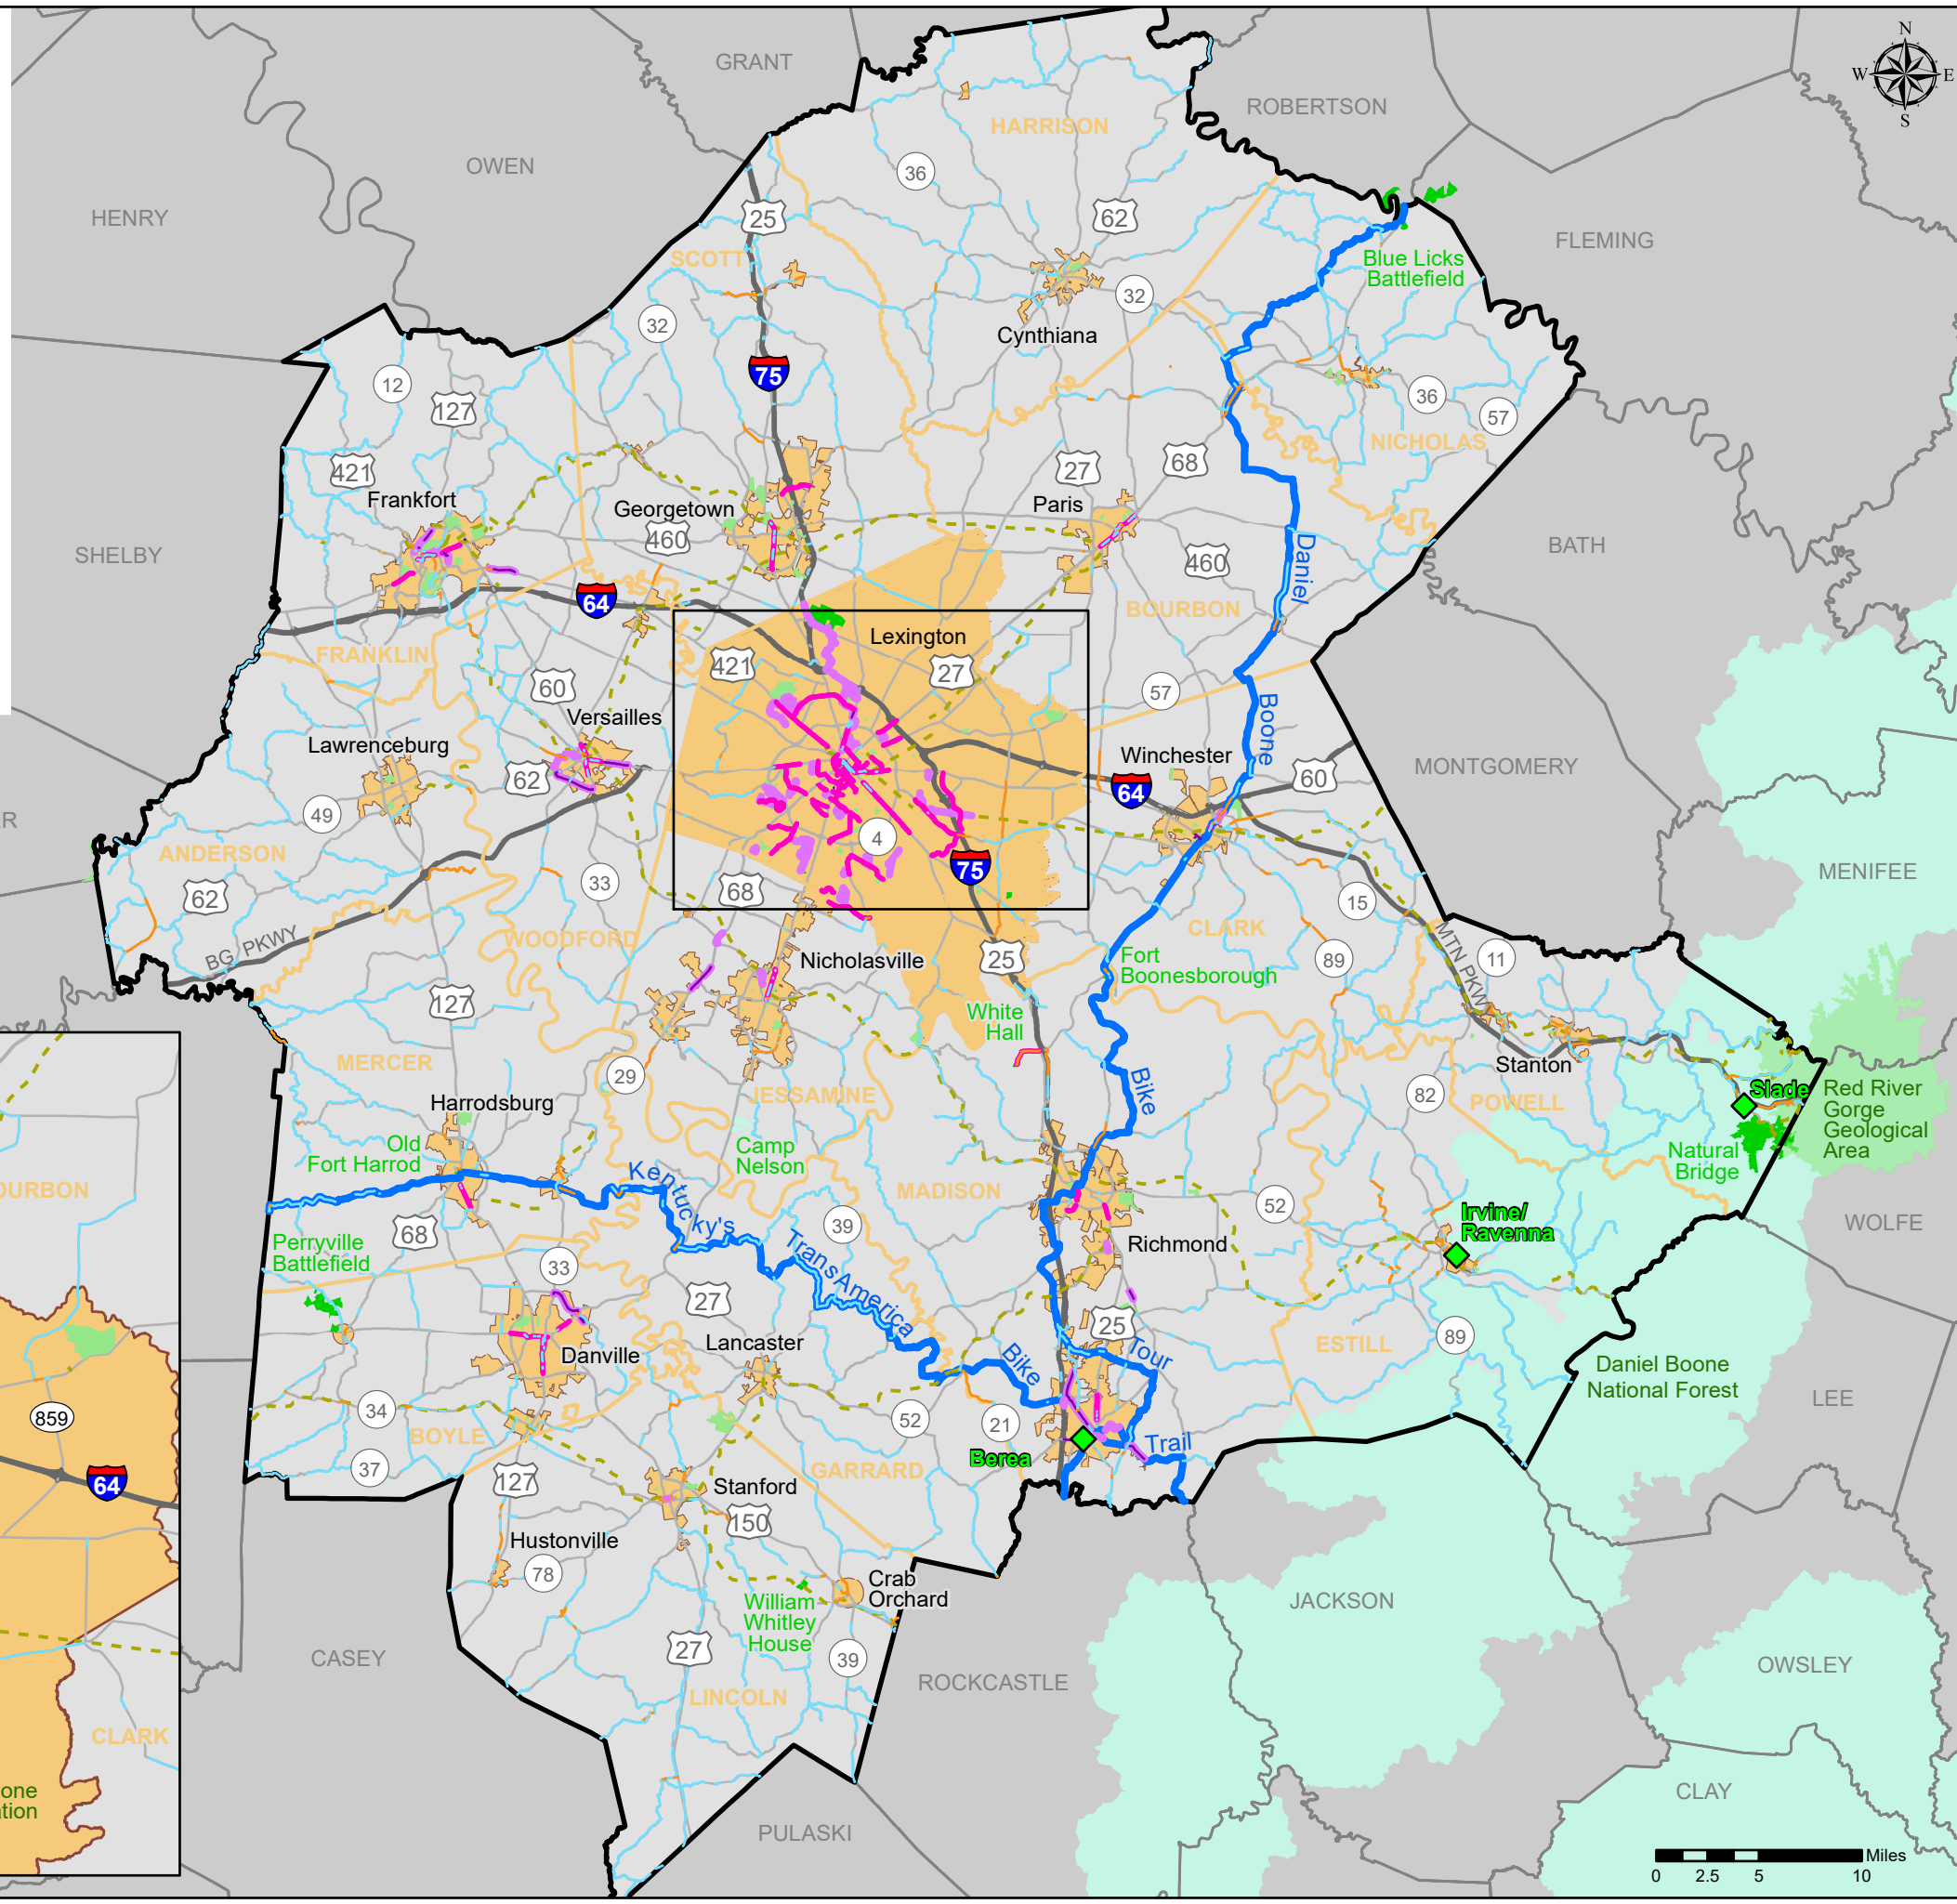 N
W
E
S
GRANT
ROBERTSON
HARRISON
OWEN
36
HENRY
25
62
FLEMING
SCOTT
Blue Licks
Battlefield
32
32
Cynthiana
75
12
127
36
57
NICHOLAS
421
27
68
Frankfort
Georgetown
Paris
460
460
SHELBY
BATH
Daniel
64
BOURBON
Lexington
FRANKLIN
421
27
60
57
Versailles
Boone
Lawrenceburg
Winchester
62
64
60
MONTGOMERY
49
R
4
ANDERSON
75
MENIFEE
62
33
68
15
CLARK
WOODFORD
BG PKWY
MTN PKWY
Nicholasville
25
Fort
Boonesborough
89
11
127
White
Hall
MERCER
29
Stanton
JESSAMINE
Bike
82
POWELL
Slade
Red River
Gorge
Geological
Area
Harrodsburg
Old
Fort Harrod
Camp
Nelson
Natural
Bridge
OURBON
Kentucky's
MADISON
52
39
68
Irvine/
Ravenna
WOLFE
Perryville
Battlefield
TransAmerica
Richmond
33
27
25
Lancaster
Tour
ESTILL
89
Danville
Bike
Daniel Boone
National Forest
LEE
859
34
52
21
BOYLE
Trail
Berea
37
GARRARD
64
127
Stanford
150
Hustonville
78
Crab
Orchard
William
Whitley
House
JACKSON
CASEY
27
39
OWSLEY
ROCKCASTLE
LINCOLN
CLARK
one
tion
CLAY
PULASKI
Miles
0 2.5 5 10